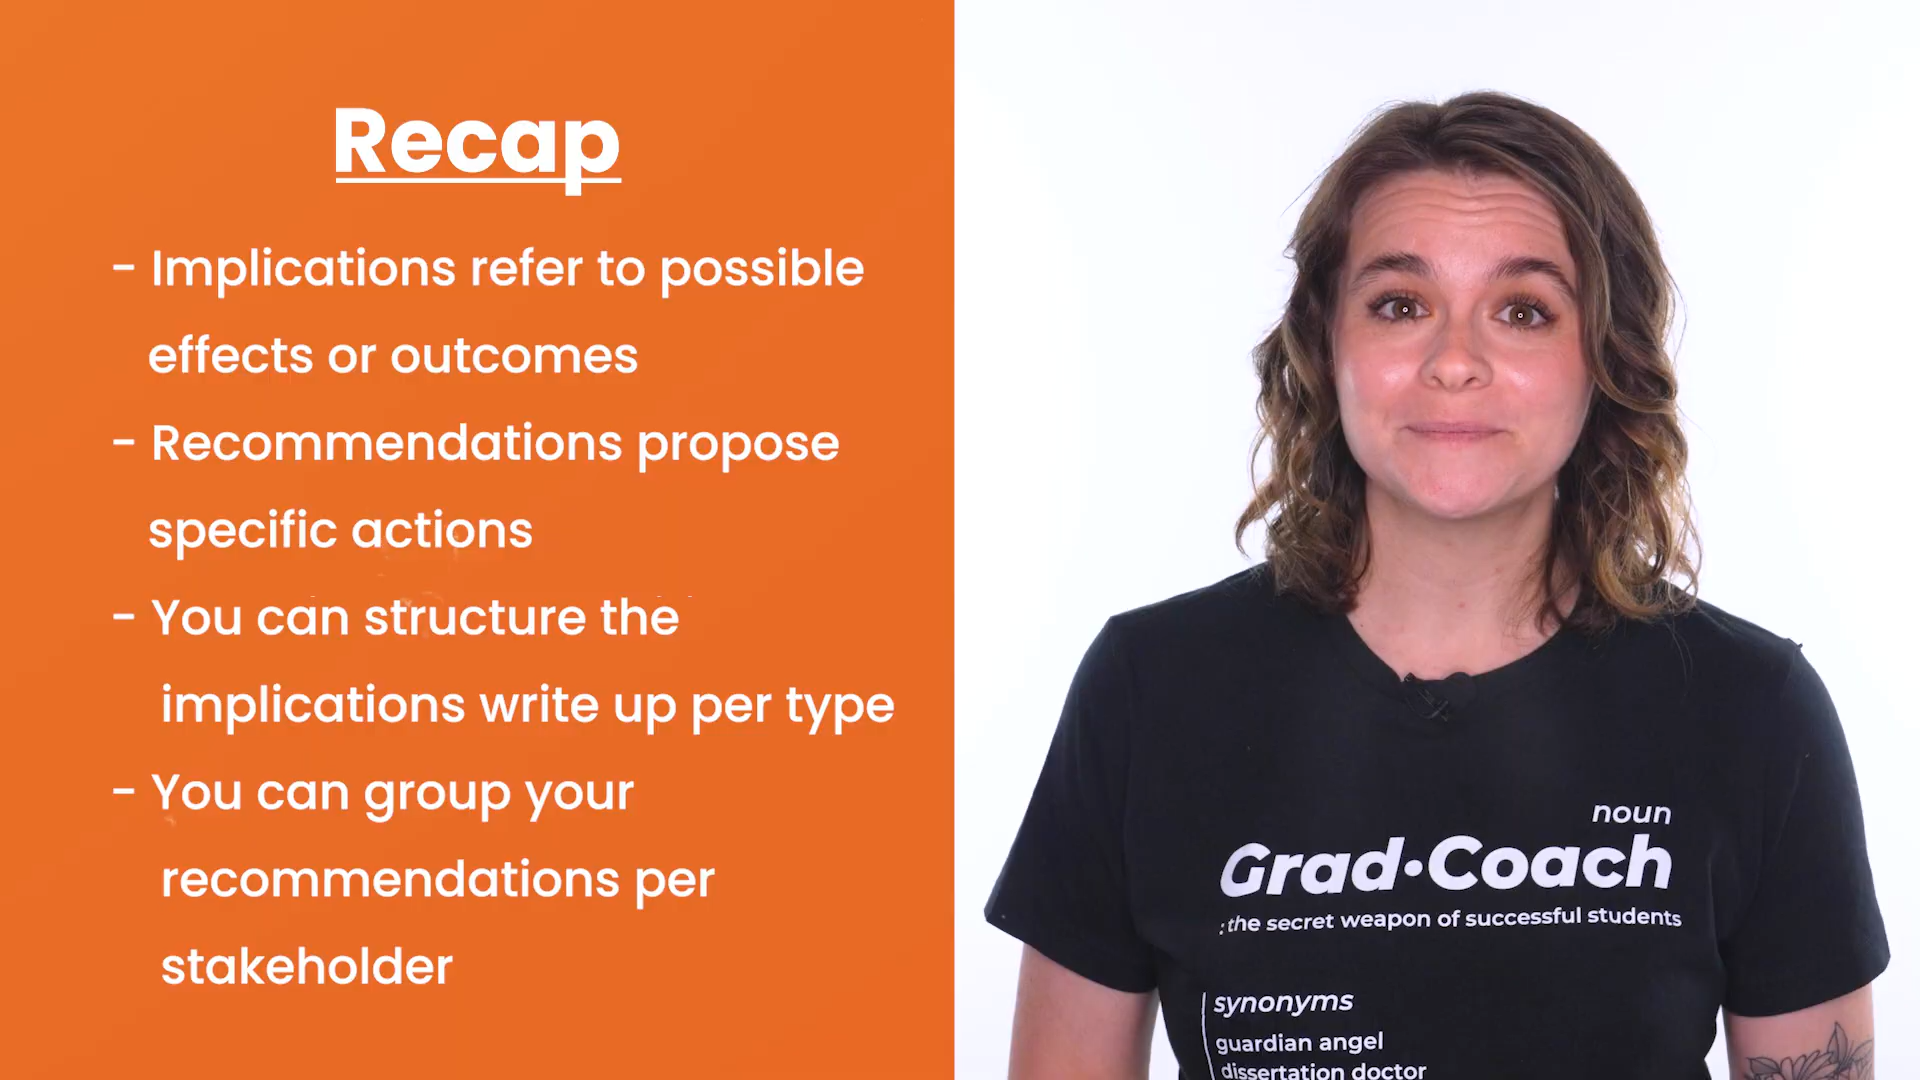 Recap
- Implications refer to possible
effects or outcomes
- Recommendations propose
specific actions
- You can structure the
implications write up per type
- You can group your
recommendations per
stakeholder
noun
Grad•Coach
: the secret weapon of successful students
synonyms
guardian angel
dissertation doctor